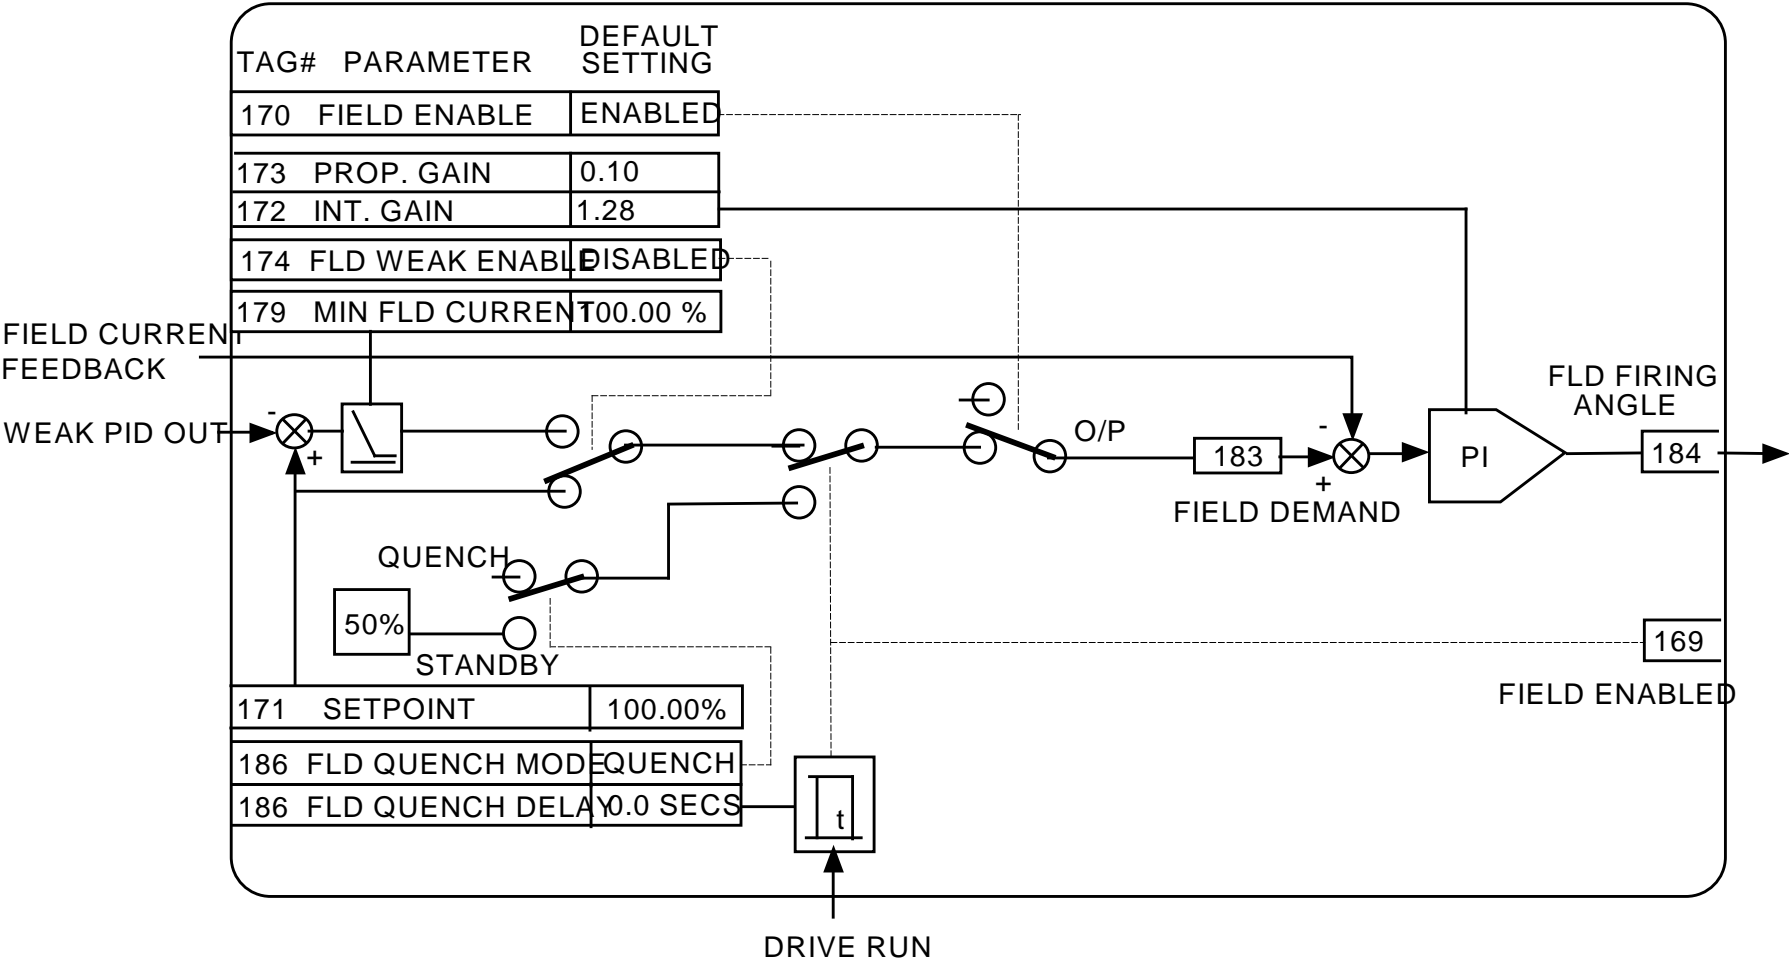 DEFAULT
TAG# PARAMETER SETTING
170 FIELD ENABLE ENABLED
173 PROP. GAIN 0.10
172 INT. GAIN 1.28
174 FLD WEAK ENABLE DISABLED
179 MIN FLD CURRENT 100.00 %
FIELD CURRENT
FEEDBACK
FLD FIRING
ANGLE
-
WEAK PID OUT
+
O/P
-
183
+
PI
184
FIELD DEMAND
QUENCH
50%
STANDBY
169
FIELD ENABLED
171 SETPOINT 100.00%
186 FLD QUENCH MODE QUENCH
186 FLD QUENCH DELAY 0.0 SECS
t
DRIVE RUN